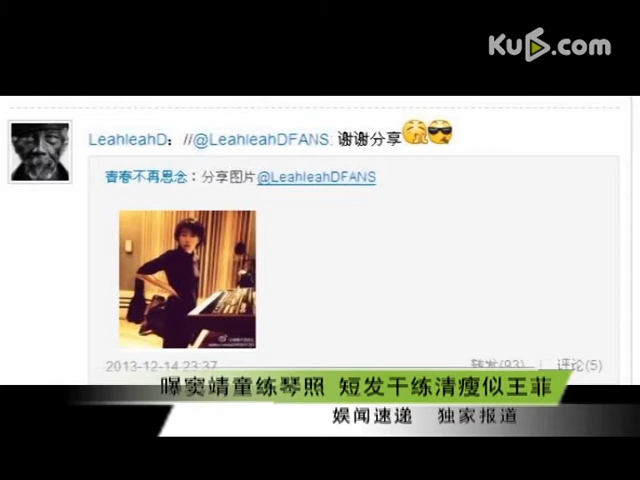 Ku6.com
LeahleahD：//@LeahleahDFANS: 谢谢分享
青春不再思念：分享图片@LeahleahDFANS
2013-12-14 23:37 转发(93) | 评论(5)
曝窦靖童练琴照 短发干练清瘦似王菲
娱闻速递 独家报道